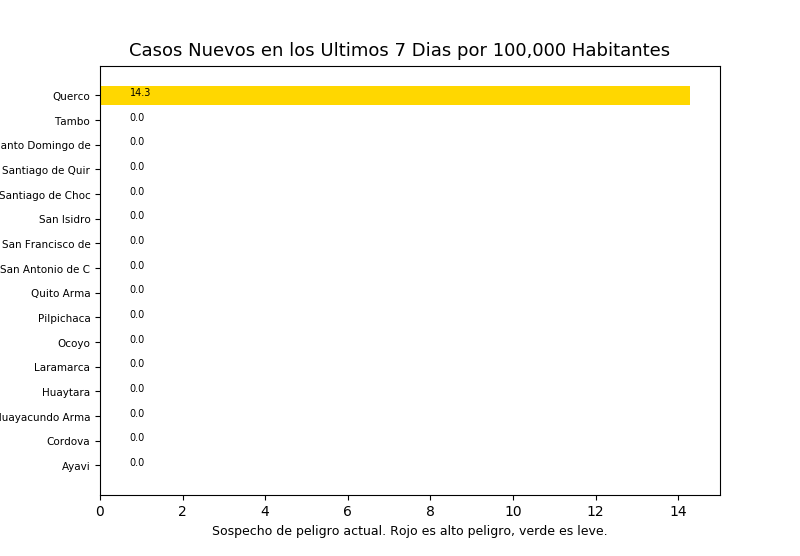 Casos Nuevos en los Ultimos 7 Dias por 100,000 Habitantes
Querco 14.3
Tambo 0.0
anto Domingo de 0.0
Santiago de Quir 0.0
Santiago de Choc 0.0
San Isidro 0.0
San Francisco de 0.0
San Antonio de C 0.0
Quito Arma 0.0
Pilpichaca 0.0
Ocoyo 0.0
Laramarca 0.0
Huaytara 0.0
uayacundo Arma 0.0
Cordova 0.0
Ayavi 0.0
0 2 4 6 8 10 12 14
Sospecho de peligro actual. Rojo es alto peligro, verde es leve.